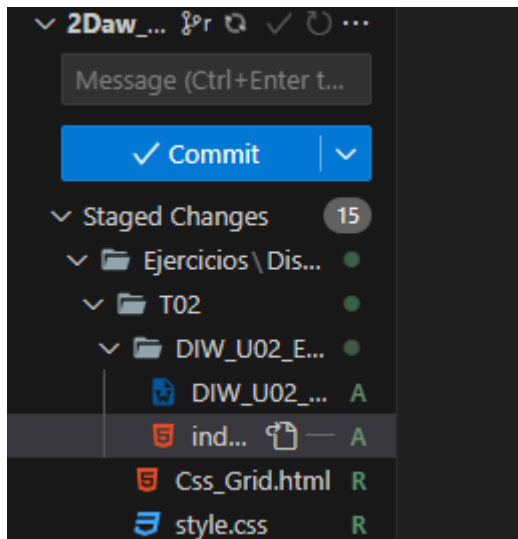 2Daw_... r ...
Message (Ctrl+Enter t...
Commit
Staged Changes 15
Ejercicios\Dis...
T02
DIW_U02_E...
DIW_U02_... A
ind... A
Css_Grid.html R
style.css R